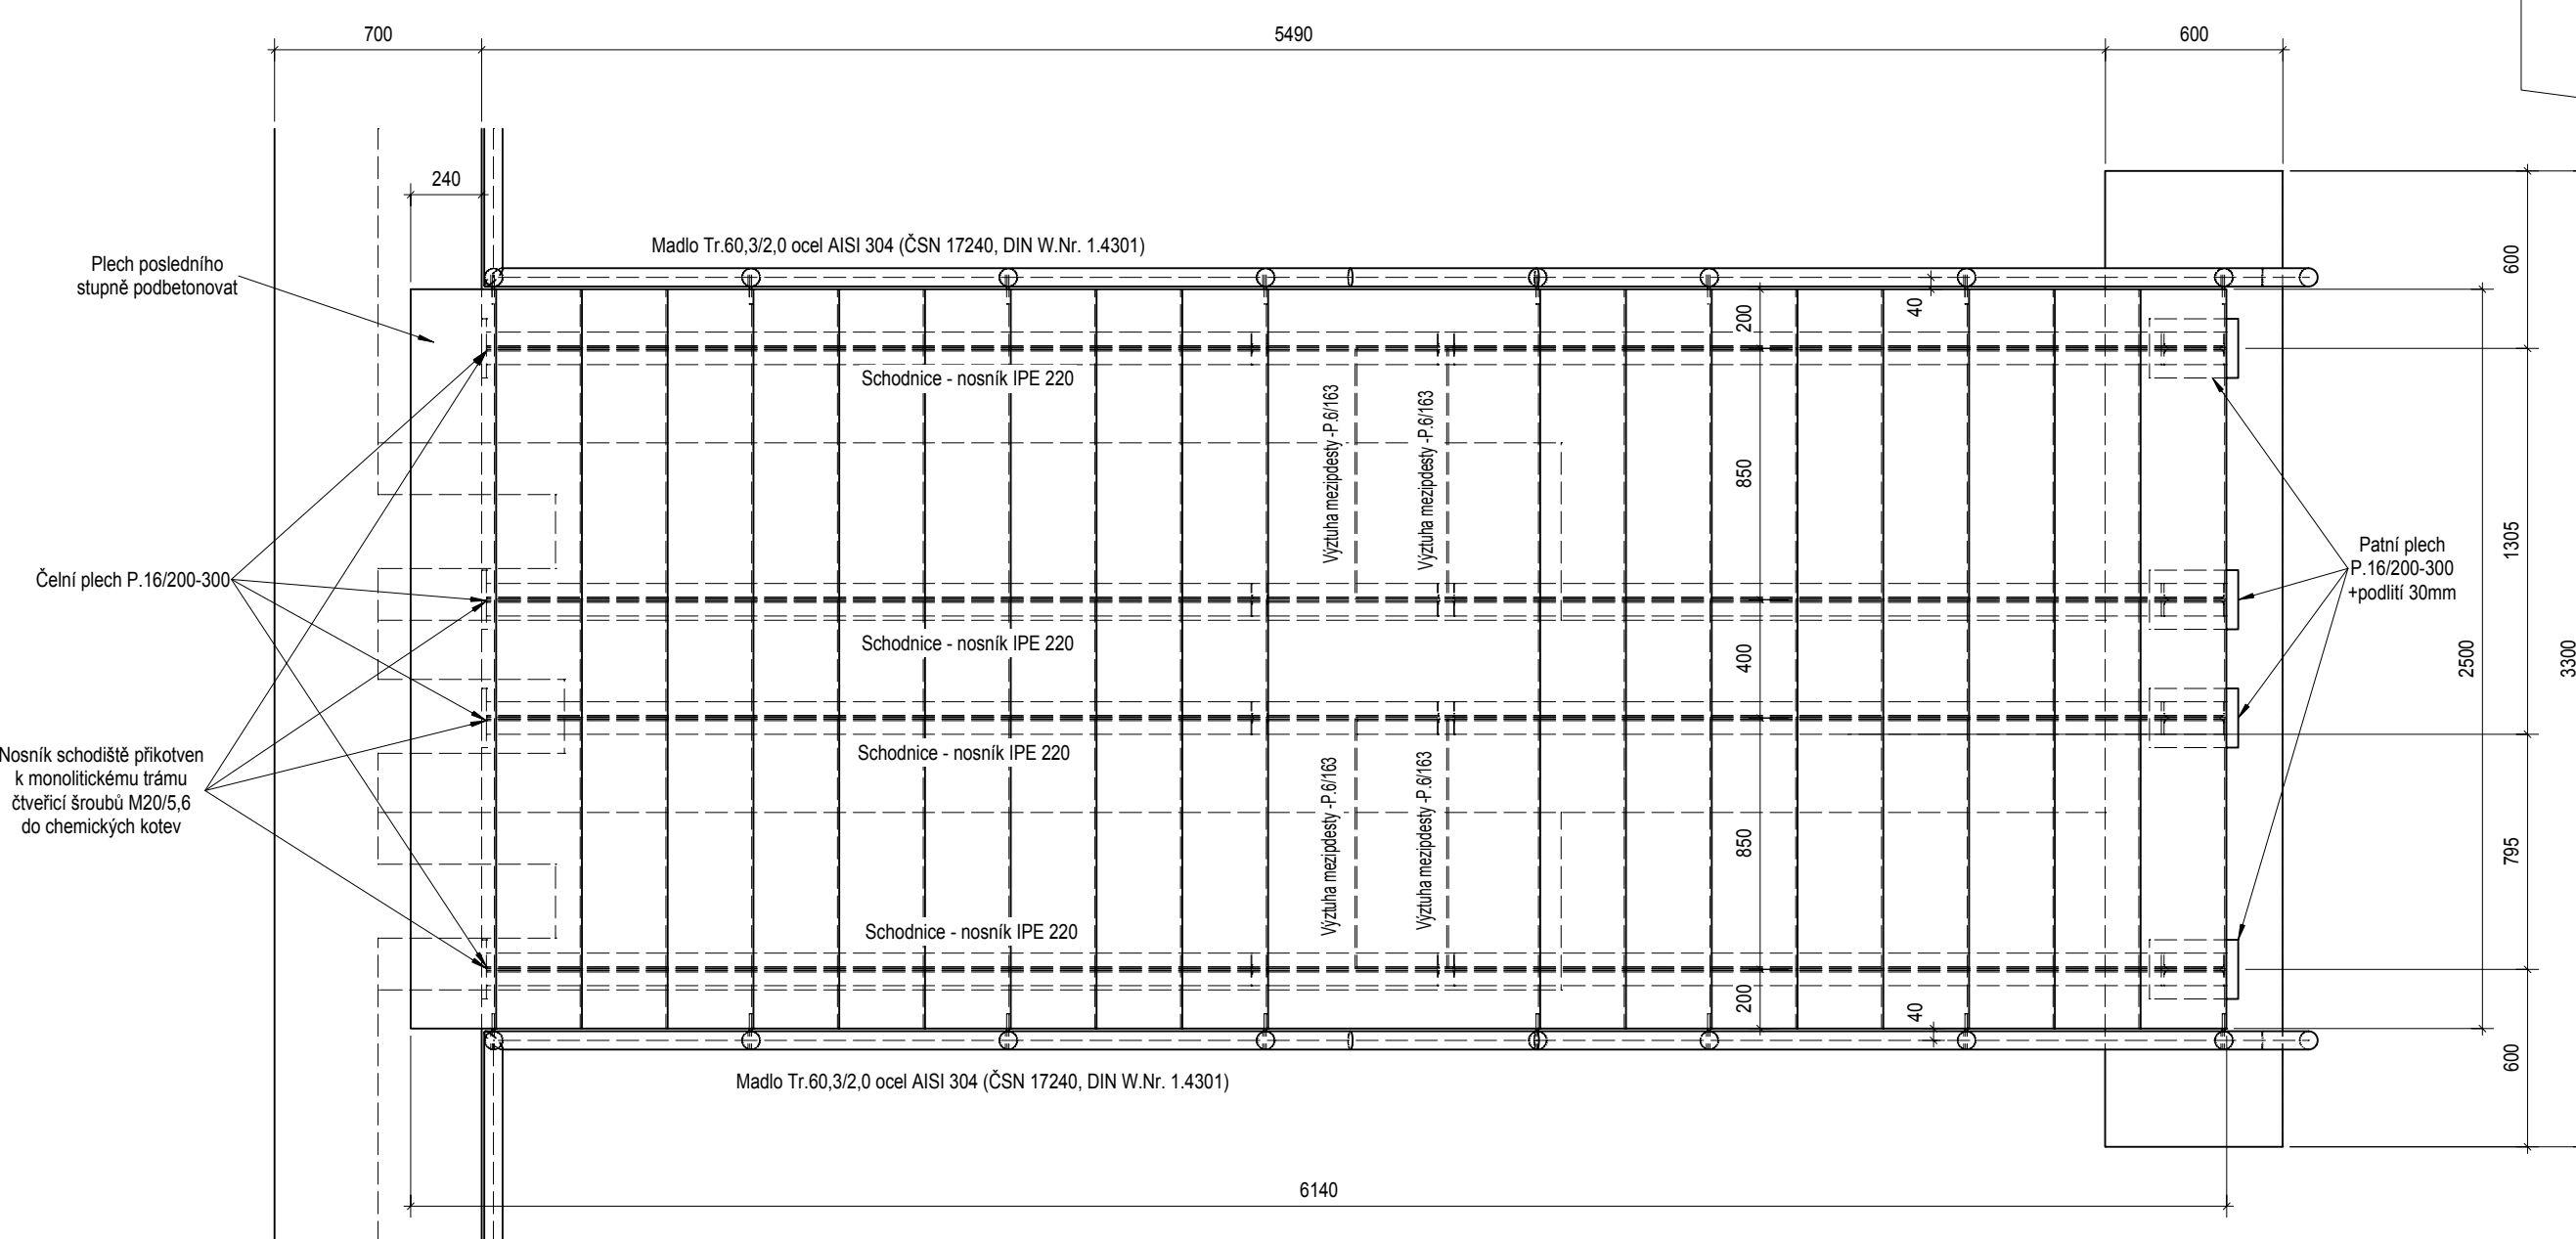 700
5490
600
240
Madlo Tr.60,3/2,0 ocel AISI 304 (ČSN 17240, DIN W.Nr. 1.4301)
Plech posledního
stupně podbetonovat
600
200
40
Schodnice - nosník IPE 220
Výztuha mezipdesty -P.6/163
Výztuha mezipdesty -P.6/163
850
1305
Čelní plech P.16/200-300
Patní plech
P.16/200-300
+podlití 30mm
Schodnice - nosník IPE 220
400
2500
3300
Nosník schodiště přikotven
k monolitickému trámu
čtveřicí šroubů M20/5,6
do chemických kotev
Schodnice - nosník IPE 220
Výztuha mezipdesty -P.6/163
Výztuha mezipdesty -P.6/163
850
795
Schodnice - nosník IPE 220
200
40
600
Madlo Tr.60,3/2,0 ocel AISI 304 (ČSN 17240, DIN W.Nr. 1.4301)
6140